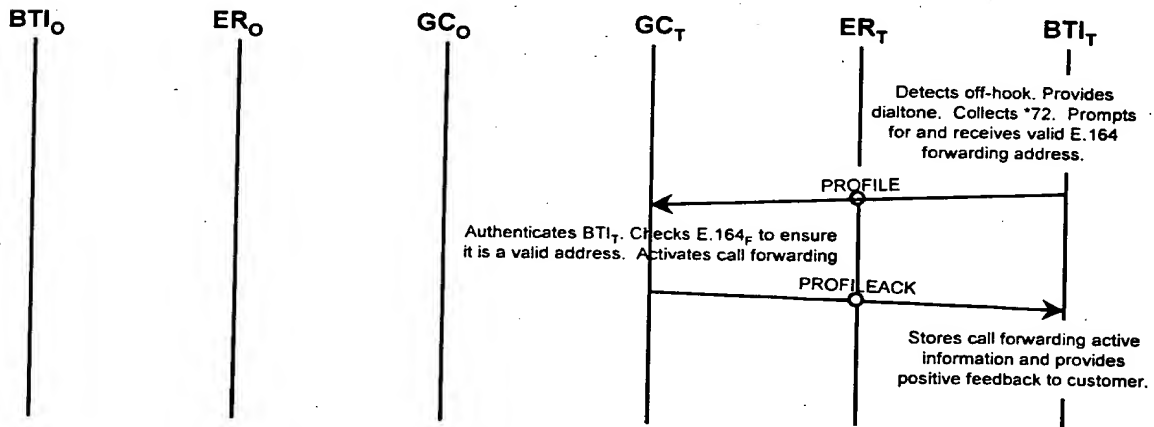 BTI_O ER_O GC_O GC_T ER_T BTI_T
Detects off-hook. Provides
dialtone. Collects *72. Prompts
for and receives valid E.164
forwarding address.
PROFILE
Authenticates BTI_T. Checks E.164_F to ensure
it is a valid address. Activates call forwarding
PROFILEACK
Stores call forwarding active
information and provides
positive feedback to customer.